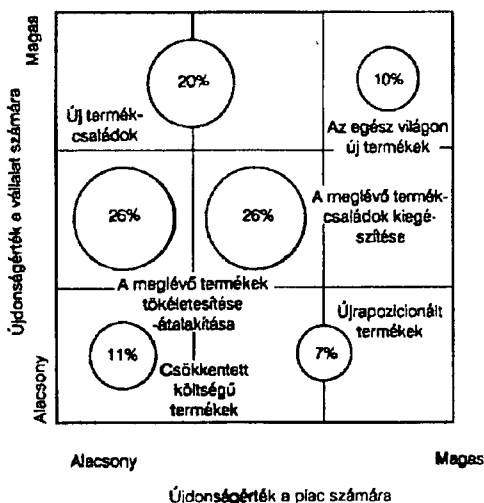 Újdonságérték a vállalat számára
Magas
Alacsony
20%
10%
Új termék-
családok
Az egész világon
új termékek
26%
26%
A meglévő termék-
családok kiegé-
szítése
A meglévő termékek
tökéletesítése
-átalakítása
Újrapozicionált
termékek
11%
7%
Csökkentett
költségű
termékek
Alacsony
Magas
Újdonságérték a piac számára